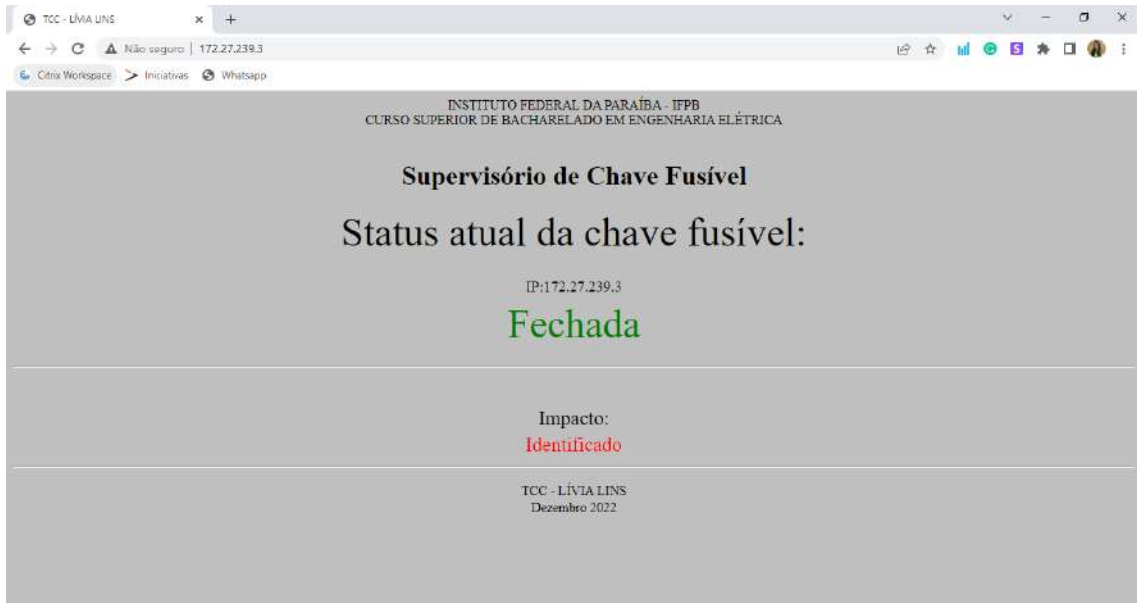 TCC - LÍVIA LINS
Não seguro | 172.27.239.3
Citrix Workspace
Iniciativas
Whatsapp
INSTITUTO FEDERAL DA PARAÍBA - IFPB
CURSO SUPERIOR DE BACHARELADO EM ENGENHARIA ELÉTRICA
Supervisório de Chave Fusível
Status atual da chave fusível:
IP:172.27.239.3
Fechada
Impacto:
Identificado
TCC - LÍVIA LINS
Dezembro 2022